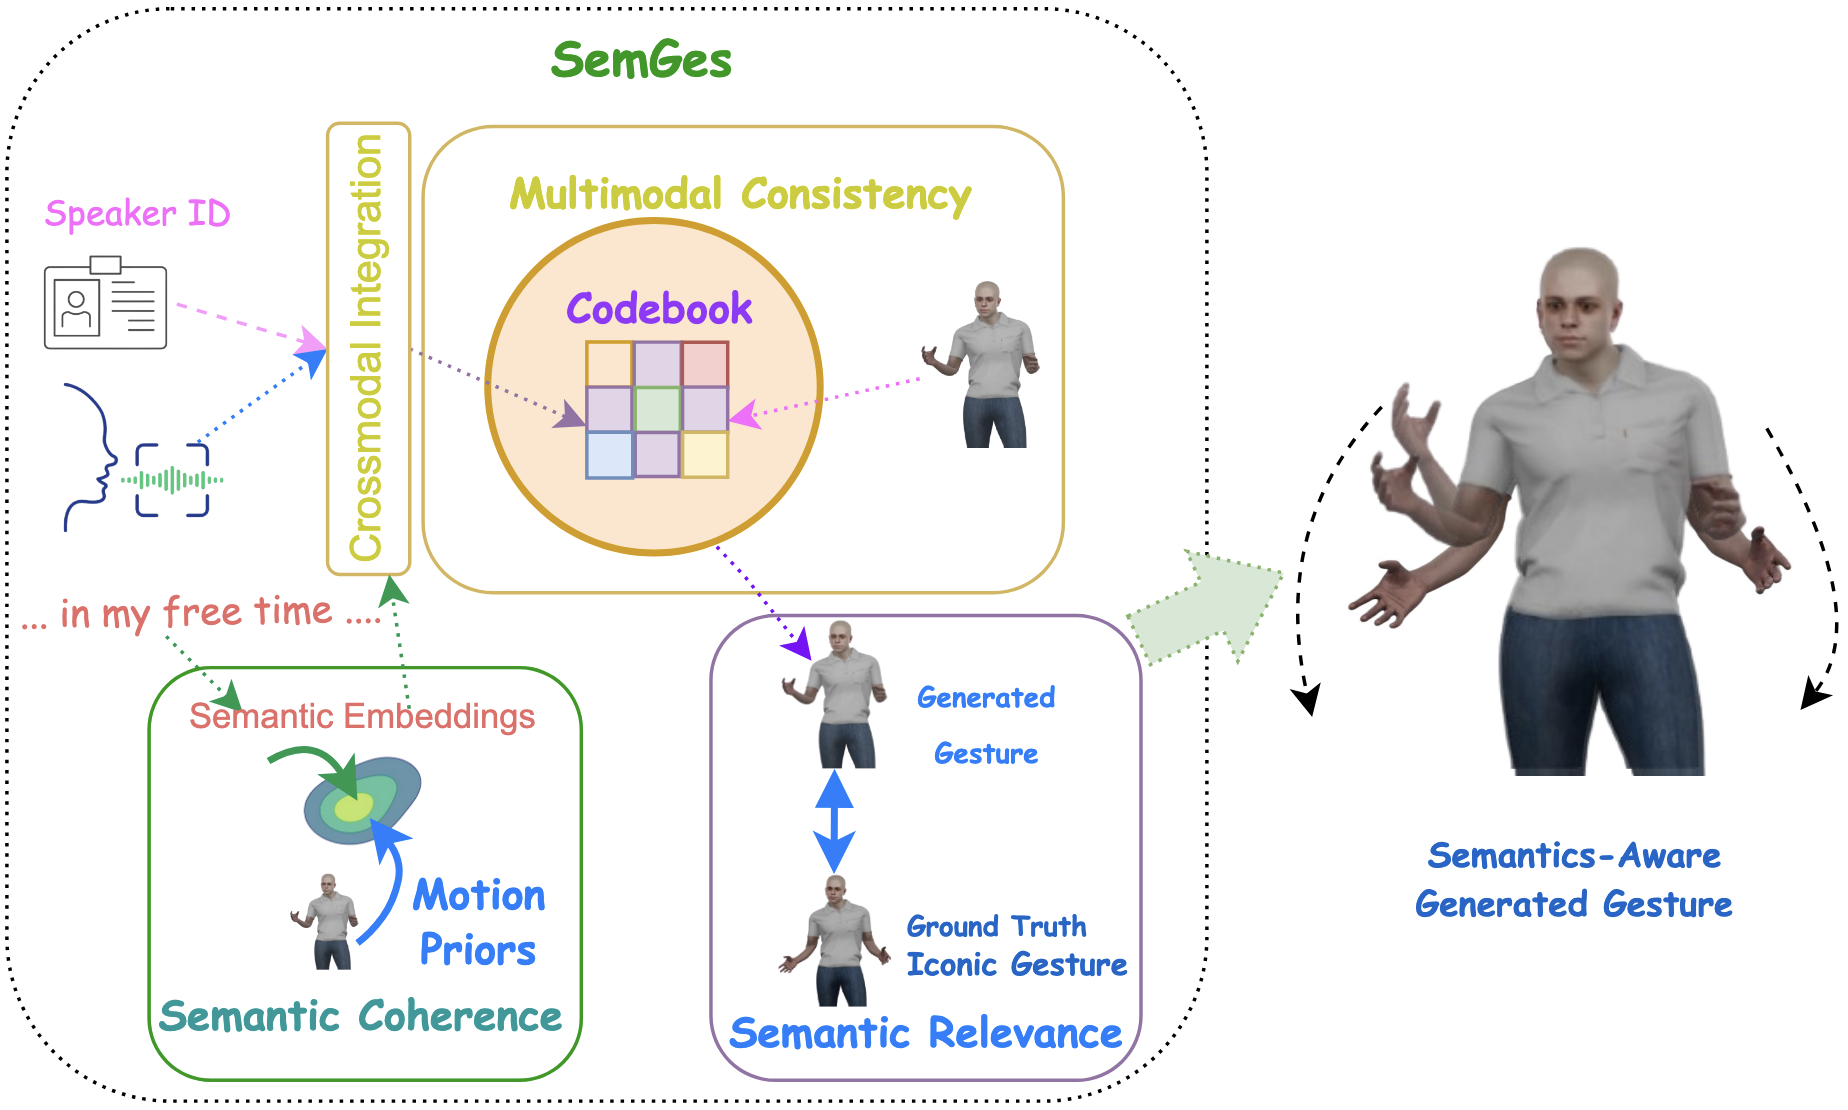 SemGes
Crossmodal Integration
Multimodal Consistency
Speaker ID
Codebook
... in my free time ....
Semantic Embeddings
Motion
Priors
Semantic Coherence
Generated
Gesture
Ground Truth
Iconic Gesture
Semantic Relevance
Semantics-Aware
Generated Gesture